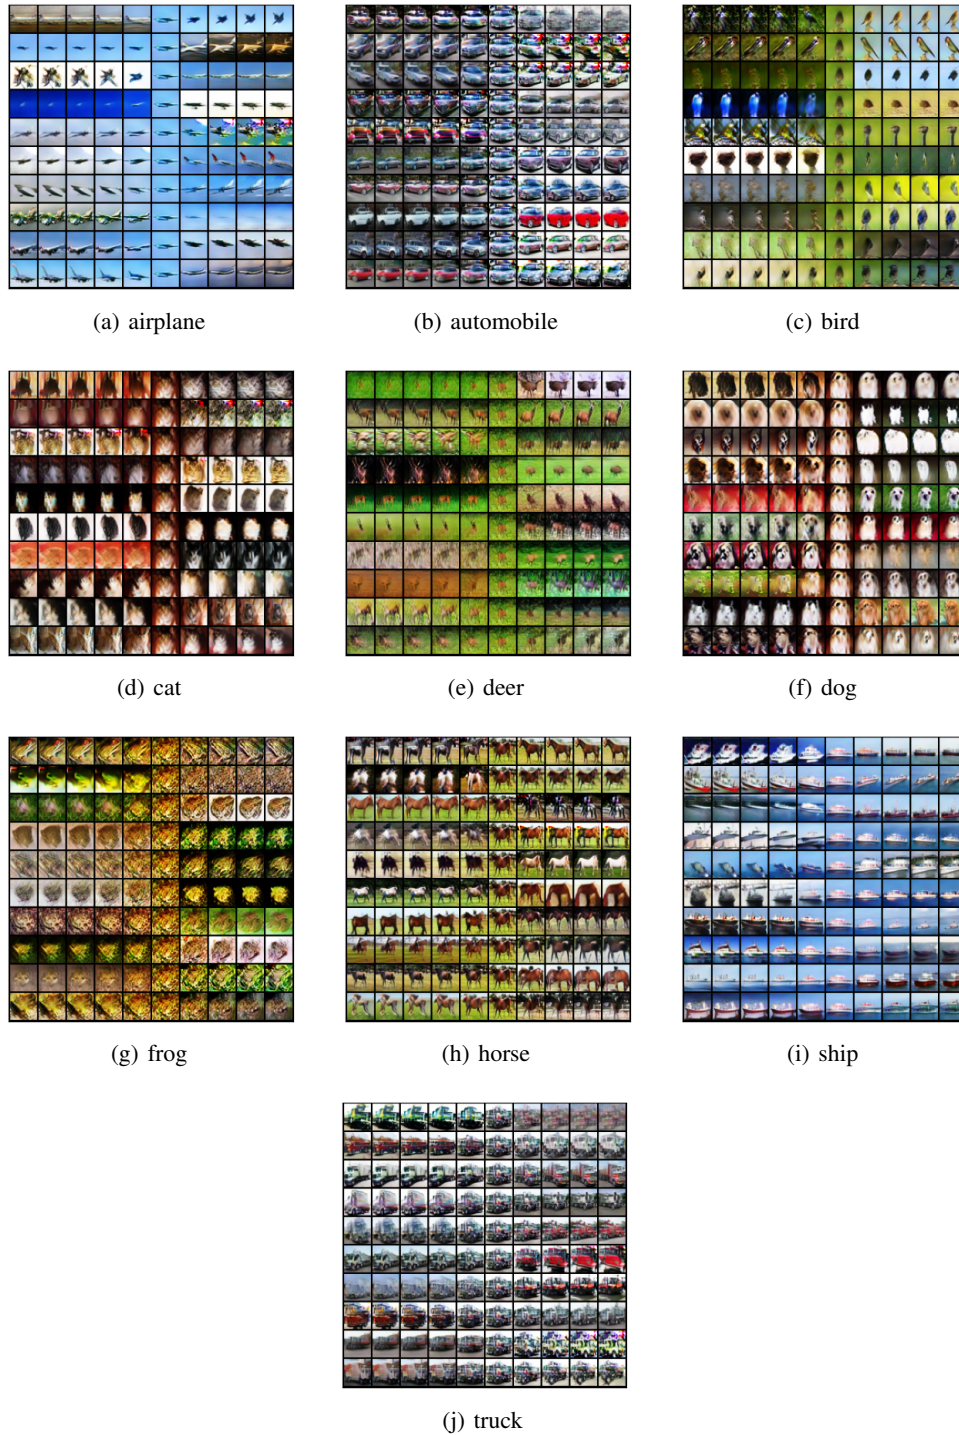 (a) airplane
(b) automobile
(c) bird
(d) cat
(e) deer
(f) dog
(g) frog
(h) horse
(i) ship
(j) truck